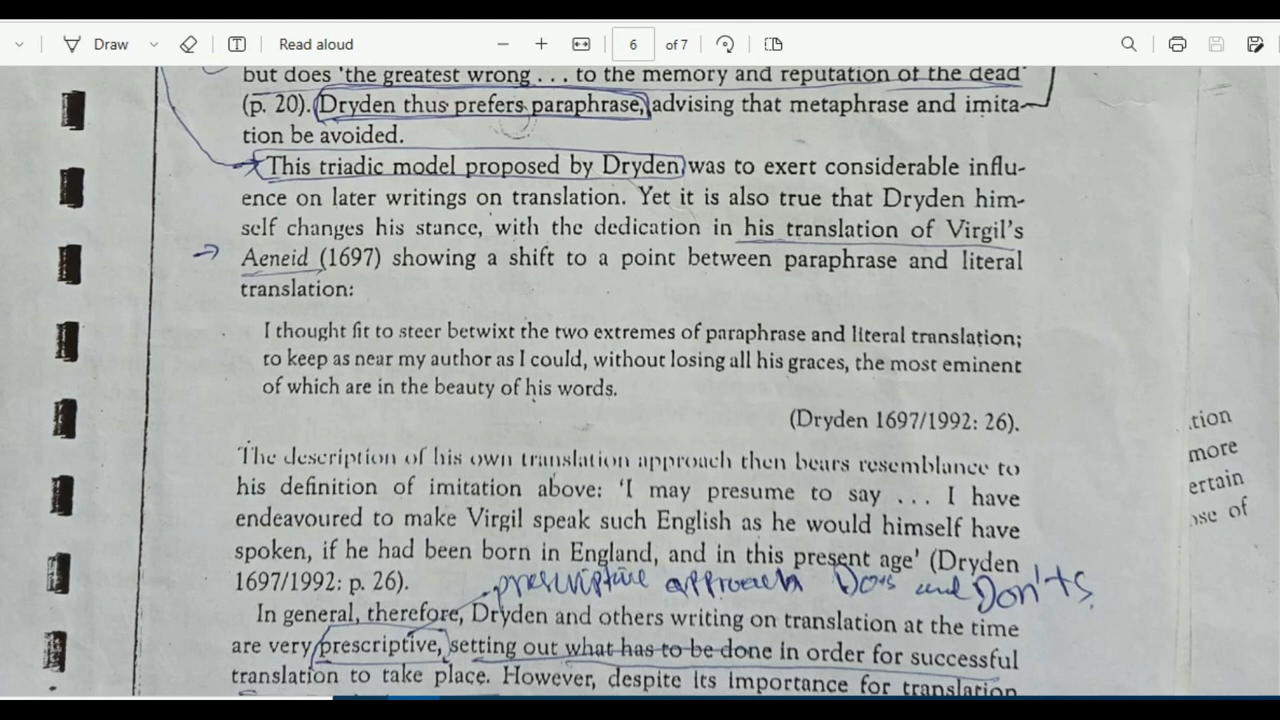 Draw
Read aloud
6
of 7
but does 'the greatest wrong . . . to the memory and reputation of the dead'
(p. 20). Dryden thus prefers paraphrase, advising that metaphrase and imita-
tion be avoided.
This triadic model proposed by Dryden was to exert considerable influ-
ence on later writings on translation. Yet it is also true that Dryden him-
self changes his stance, with the dedication in his translation of Virgil's
Aeneid (1697) showing a shift to a point between paraphrase and literal
translation:
I thought fit to steer betwixt the two extremes of paraphrase and literal translation;
to keep as near my author as I could, without losing all his graces, the most eminent
of which are in the beauty of his words.
(Dryden 1697/1992: 26).
tion
more
ertain
ose of
The description of his own translation approach then bears resemblance to
his definition of imitation above: 'I may presume to say . . . I have
endeavoured to make Virgil speak such English as he would himself have
spoken, if he had been born in England, and in this present age' (Dryden
1697/1992: p. 26).
prescriptive approach Do's and Don'ts.
In general, therefore, Dryden and others writing on translation at the time
are very prescriptive, setting out what has to be done in order for successful
translation to take place. However, despite its importance for translation